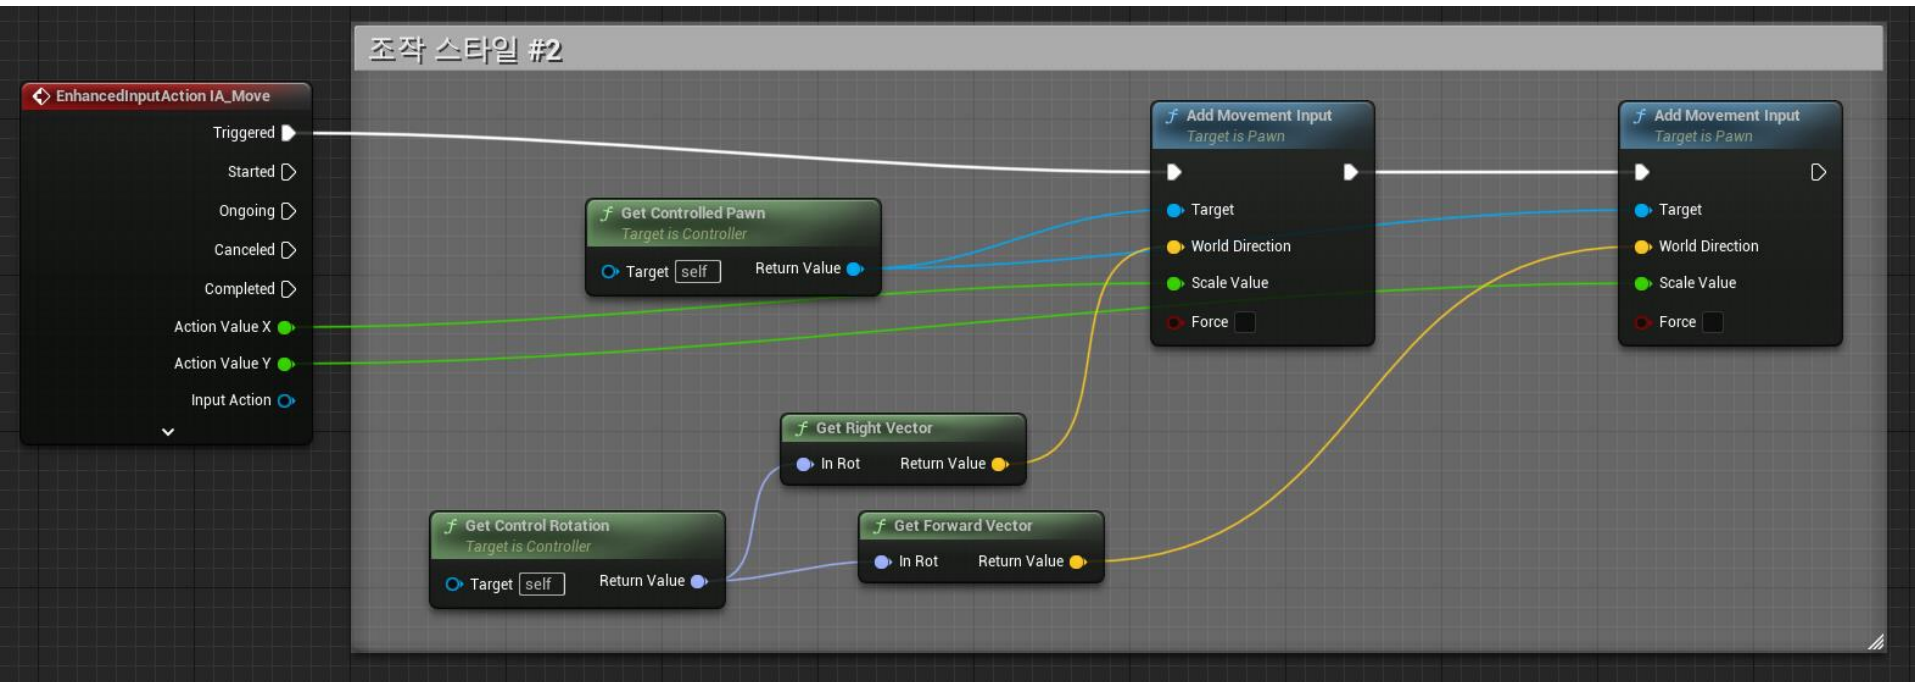 조작 스타일 #2
EnhancedInputAction IA_Move
Triggered
Started
Ongoing
Canceled
Completed
Action Value X
Action Value Y
Input Action
Get Controlled Pawn
Target is Controller
Target self Return Value
Add Movement Input
Target is Pawn
Target
World Direction
Scale Value
Force
Add Movement Input
Target is Pawn
Target
World Direction
Scale Value
Force
Get Right Vector
In Rot Return Value
Get Control Rotation
Target is Controller
Target self Return Value
Get Forward Vector
In Rot Return Value